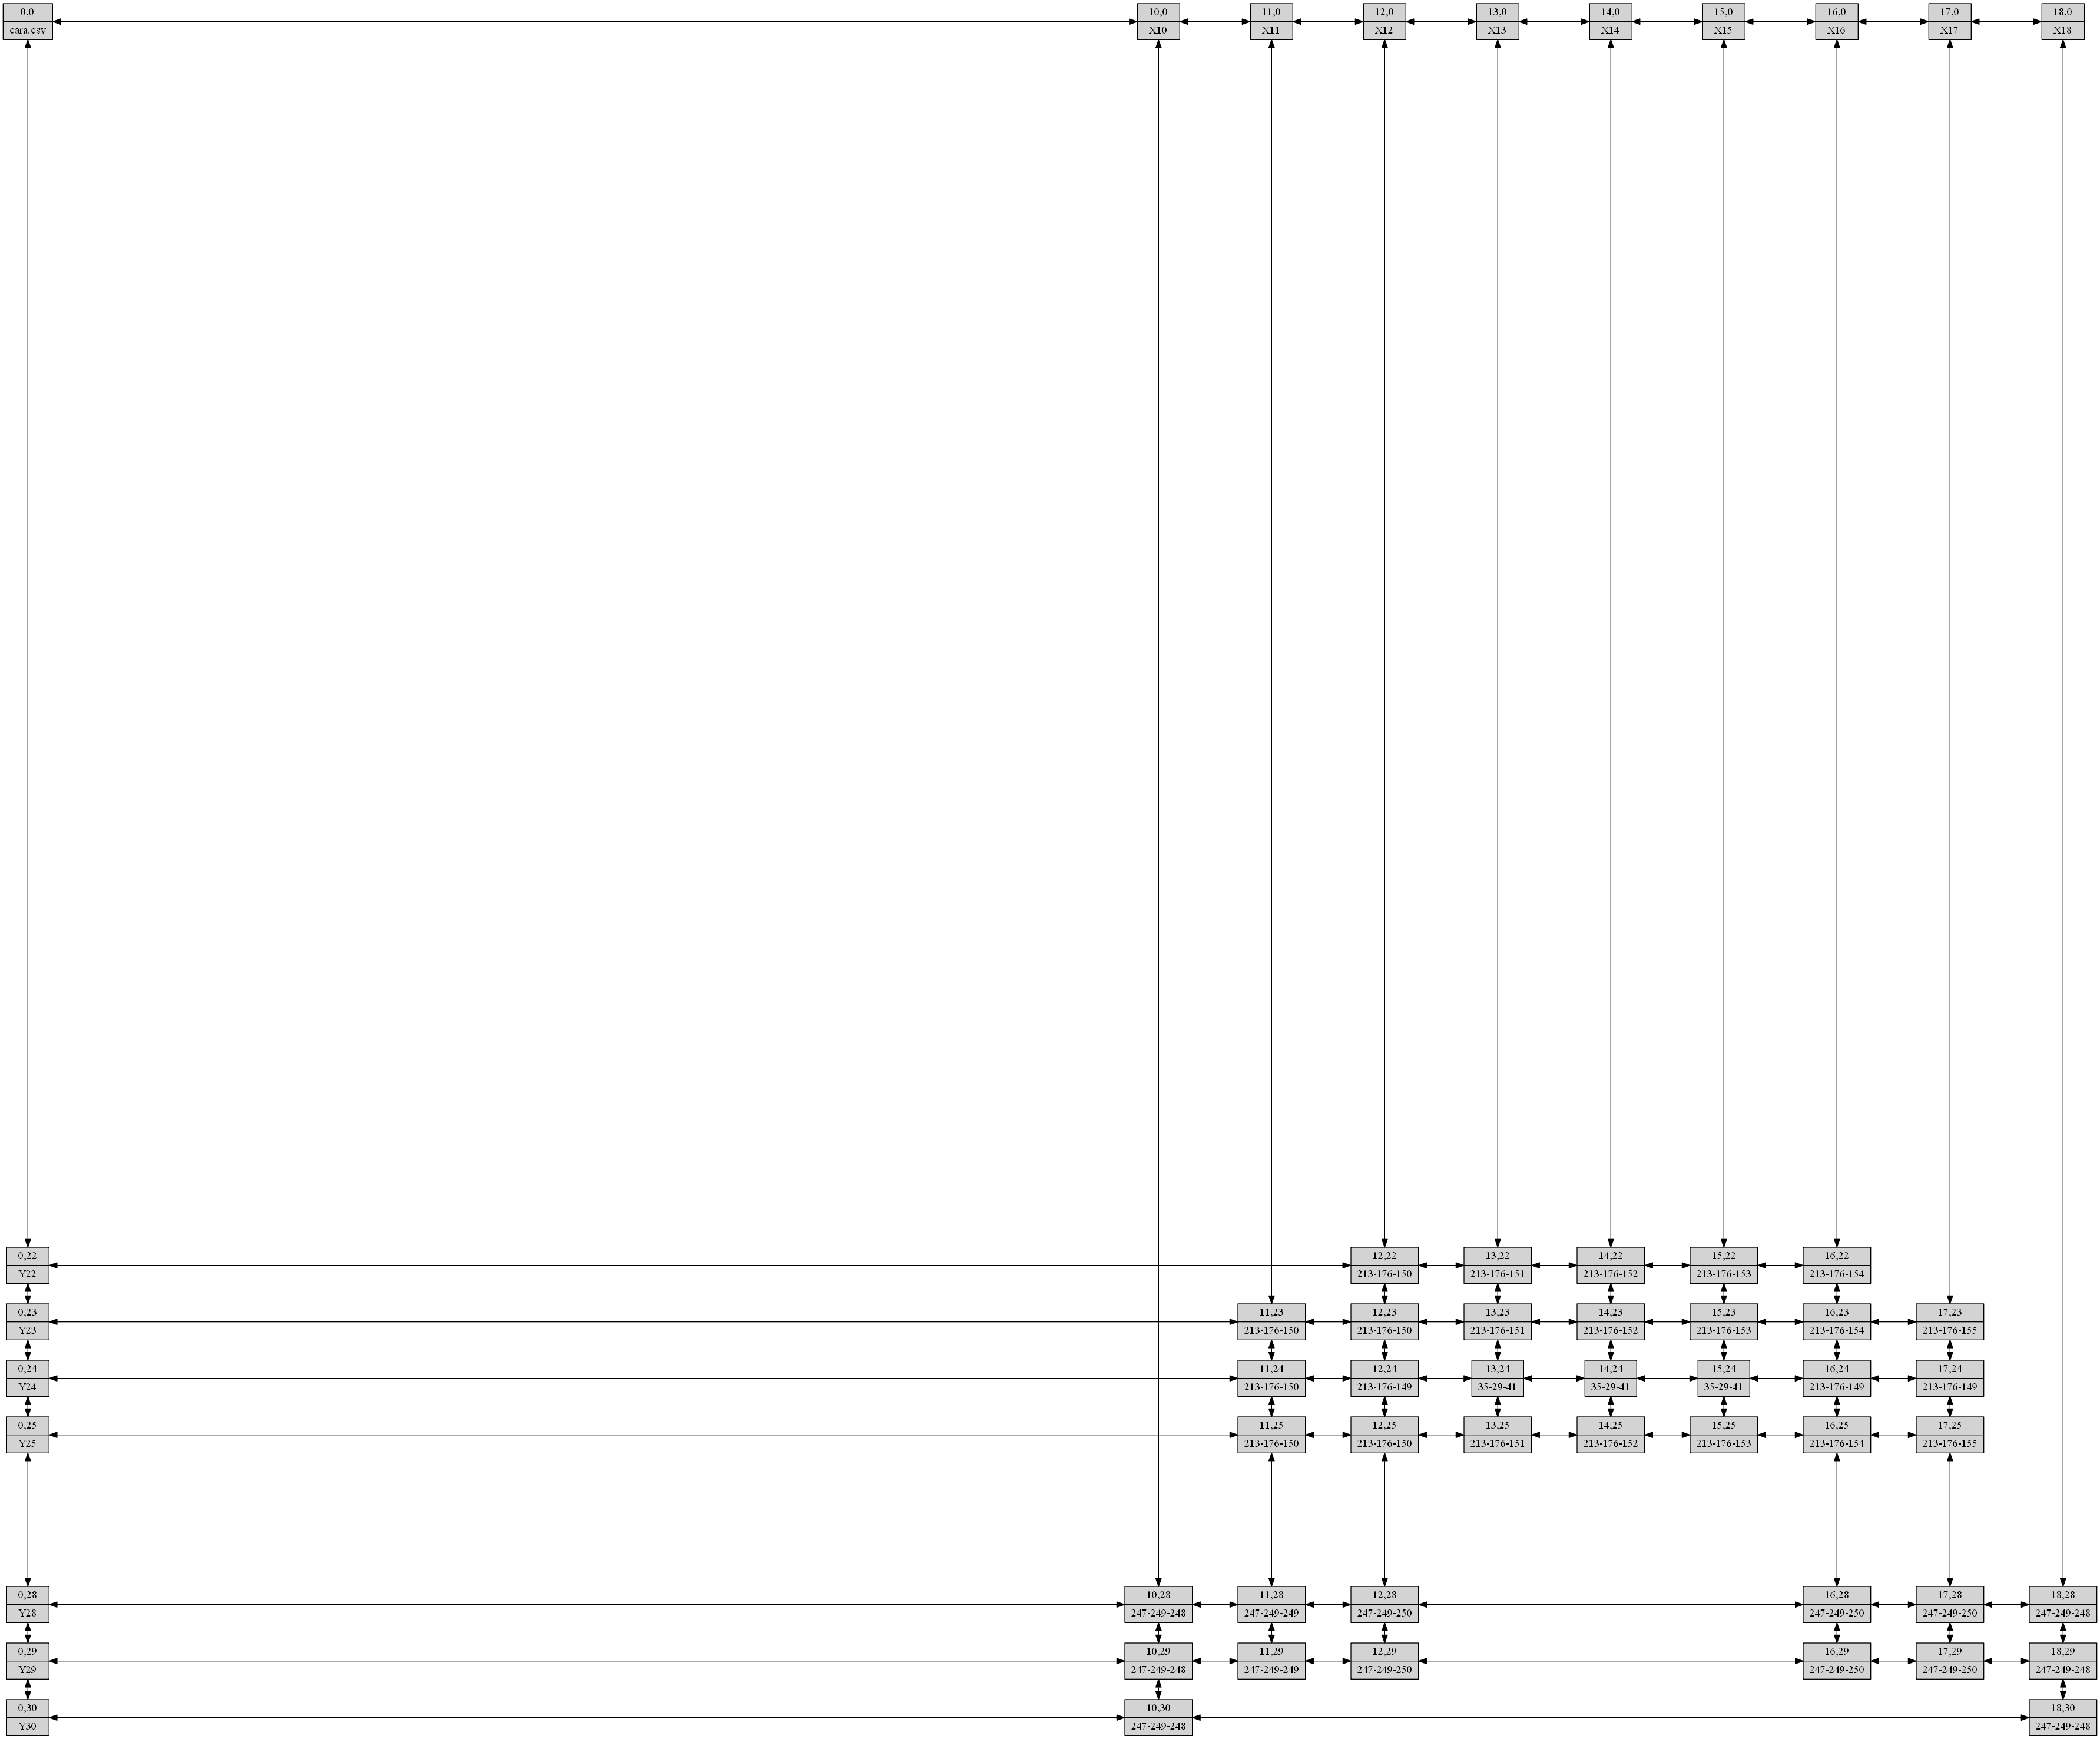 0,0 10,0 11,0 12,0 13,0 14,0 15,0 16,0 17,0 18,0
cara.csv X10 X11 X12 X13 X14 X15 X16 X17 X18
0,22 12,22 13,22 14,22 15,22 16,22
Y22 213-176-150 213-176-151 213-176-152 213-176-153 213-176-154
0,23 11,23 12,23 13,23 14,23 15,23 16,23 17,23
Y23 213-176-150 213-176-150 213-176-151 213-176-152 213-176-153 213-176-154 213-176-155
0,24 11,24 12,24 13,24 14,24 15,24 16,24 17,24
Y24 213-176-150 213-176-149 35-29-41 35-29-41 35-29-41 213-176-149 213-176-149
0,25 11,25 12,25 13,25 14,25 15,25 16,25 17,25
Y25 213-176-150 213-176-150 213-176-151 213-176-152 213-176-153 213-176-154 213-176-155
0,28 10,28 11,28 12,28 16,28 17,28 18,28
Y28 247-249-248 247-249-249 247-249-250 247-249-250 247-249-250 247-249-248
0,29 10,29 11,29 12,29 16,29 17,29 18,29
Y29 247-249-248 247-249-249 247-249-250 247-249-250 247-249-250 247-249-248
0,30 10,30 18,30
Y30 247-249-248 247-249-248